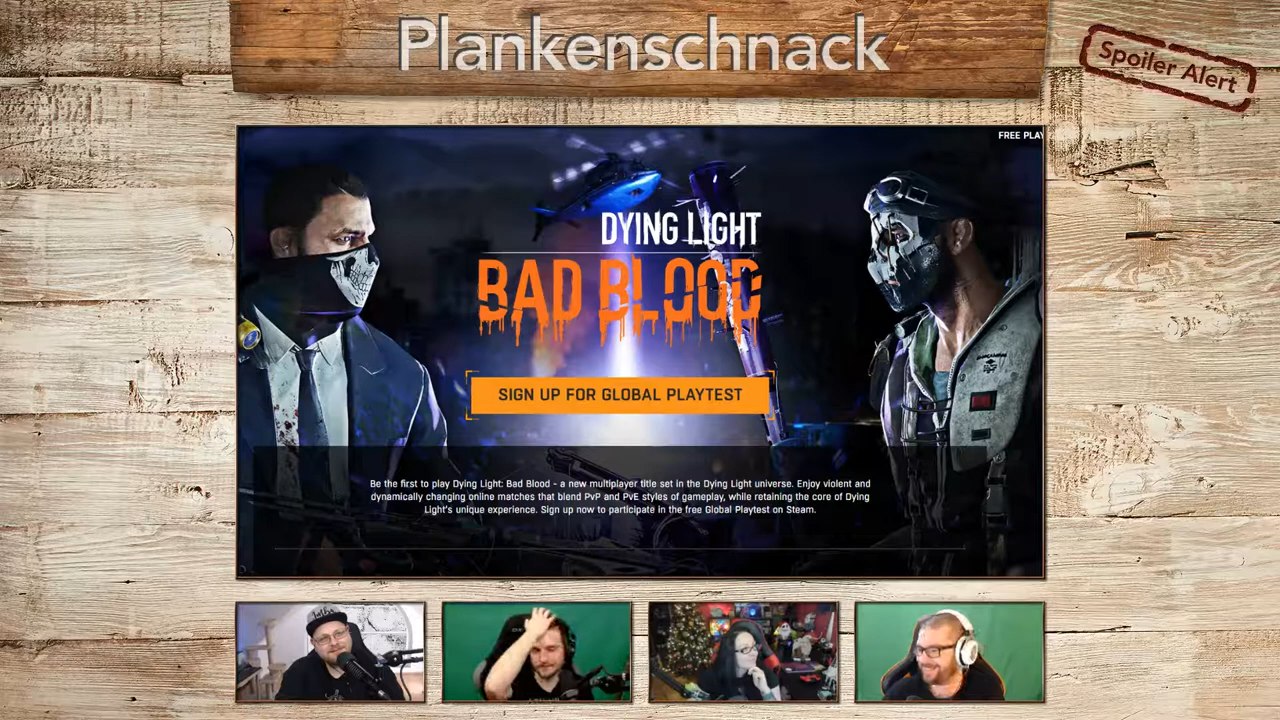 Plankenschnack
Spoiler Alert
FREE PLAY
DYING LIGHT
BAD BLOOD
SIGN UP FOR GLOBAL PLAYTEST
Be the first to play Dying Light: Bad Blood - a new multiplayer title set in the Dying Light universe. Enjoy violent and
dynamically changing online matches that blend PvP and PvE styles of gameplay, while retaining the core of Dying
Light's unique experience. Sign up now to participate in the free Global Playtest on Steam.